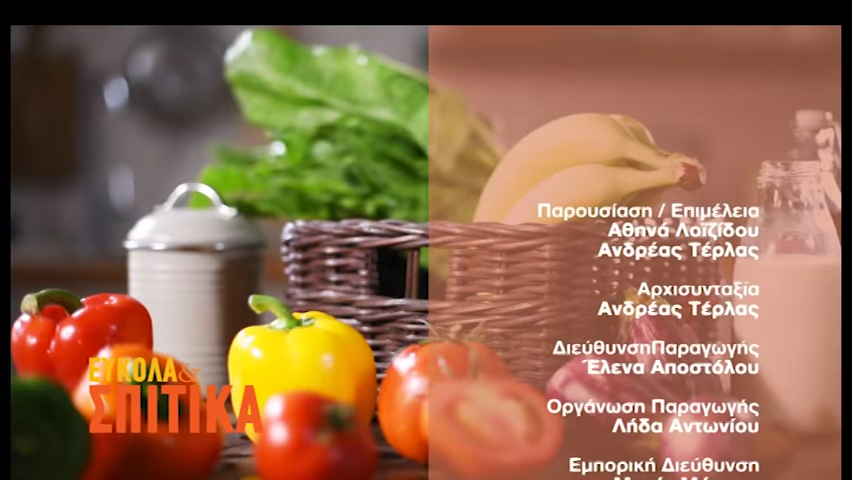 ΕΥΚΟΛΑ&
ΣΠΙΤΙΚΑ
Παρουσίαση / Επιμέλεια
Αθηνά Λοϊζίδου
Ανδρέας Τέρλας
Αρχισυνταξία
Ανδρέας Τέρλας
ΔιεύθυνσηΠαραγωγής
Έλενα Αποστόλου
Οργάνωση Παραγωγής
Λήδα Αντωνίου
Εμπορική Διεύθυνση